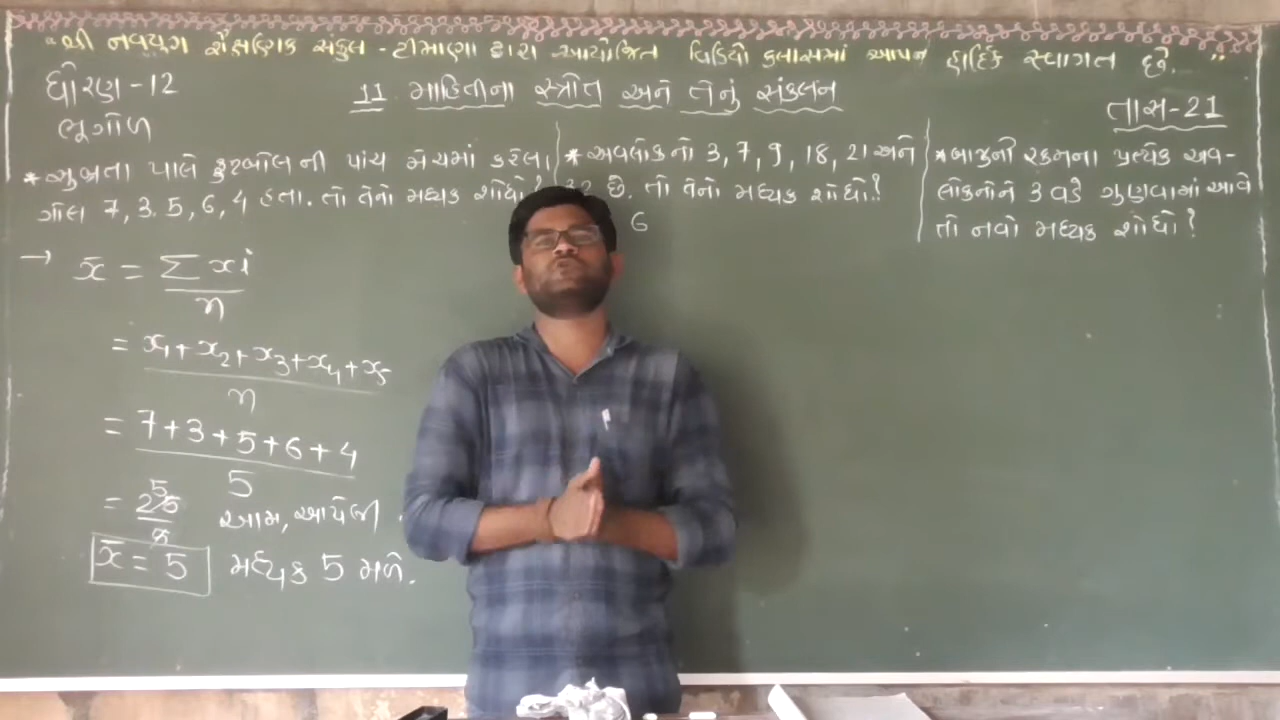 "શ્રી નવયુગ શૈક્ષણિક સંકુલ - ટીમાણા દ્વારા આયોજિત વિડિયો ક્લાસમાં આપનું હાર્દિક સ્વાગત છે."
ધોરણ-12
ભૂગોળ
11 માહિતીના સ્ત્રોત અને તેનું સંકલન
તાસ-21
* સુબ્રતા પાલે ફુટબોલની પાંચ મેચમાં કરેલા
ગોલ 7, 3, 5, 6, 4 હતા. તો તેનો મધ્યક શોધો?
→ x̄ = Σxi / n
= x₁+x₂+x₃+x₄+x₅ / n
= 7+3+5+6+4 / 5
= 25 / 5 5 આમ, આપેલી
x̄ = 5 મધ્યક 5 મળે.
* અવલોકનો 3, 7, 9, 18, 21 અને
છે. તો તેનો મધ્યક શોધો?
6
* બાજુની રકમના પ્રત્યેક અવ-
લોકનોને 3 વડે ગુણવામાં આવે
તો નવો મધ્યક શોધો?